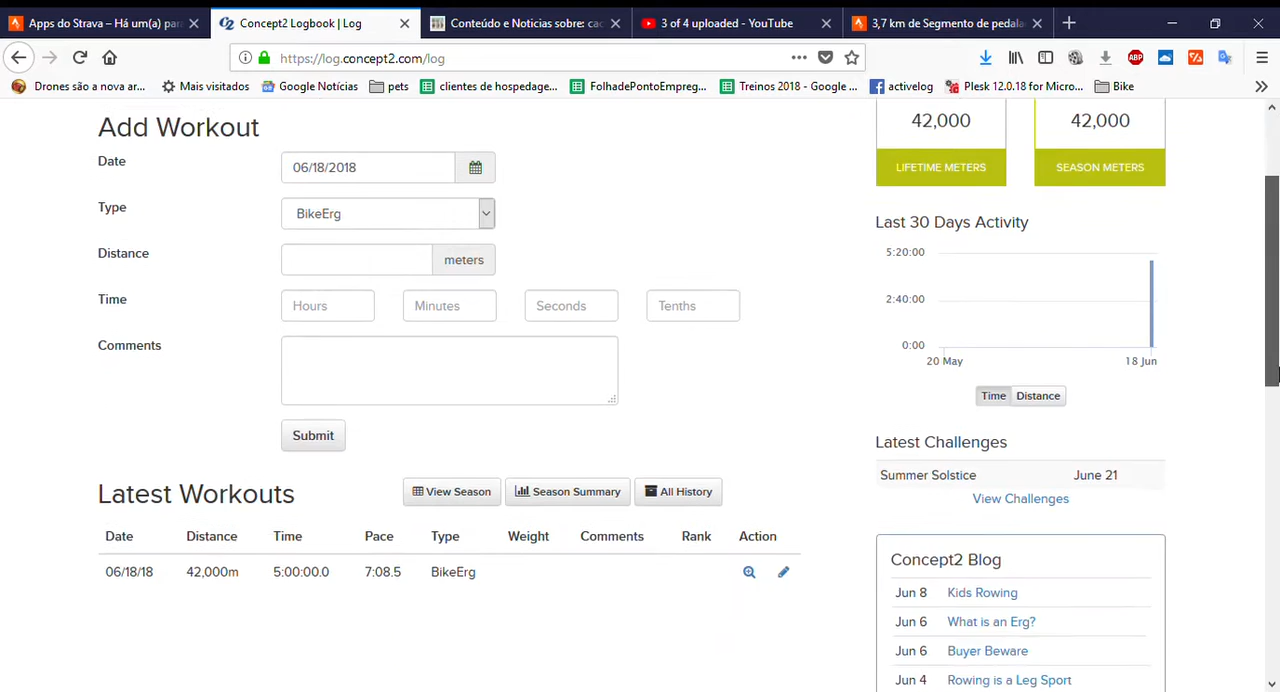 Apps do Strava – Há um(a) para
Concept2 Logbook | Log
Conteúdo e Noticias sobre: cac
3 of 4 uploaded - YouTube
3,7 km de Segmento de pedala
https://log.concept2.com/log
Drones são a nova ar...
Mais visitados
Google Notícias
pets
clientes de hospedage...
FolhadePontoEmpreg...
Treinos 2018 - Google ...
activelog
Plesk 12.0.18 for Micro...
Bike
ABP
Add Workout
Date
06/18/2018
Type
BikeErg
Distance
meters
Time
Hours
Minutes
Seconds
Tenths
Comments
Submit
Latest Workouts
View Season
Season Summary
All History
Date Distance Time Pace Type Weight Comments Rank Action
06/18/18 42,000m 5:00:00.0 7:08.5 BikeErg
42,000
LIFETIME METERS
42,000
SEASON METERS
Last 30 Days Activity
5:20:00
2:40:00
0:00
20 May
18 Jun
Time Distance
Latest Challenges
Summer Solstice June 21
View Challenges
Concept2 Blog
Jun 8 Kids Rowing
Jun 6 What is an Erg?
Jun 6 Buyer Beware
Jun 4 Rowing is a Leg Sport